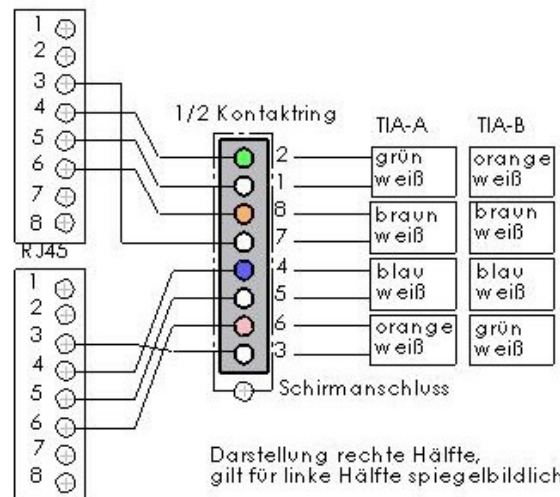 1
2
3
4
5
6
7
8
RJ45
1
2
3
4
5
6
7
8
1/2 Kontaktring
2
1
8
7
4
5
6
3
Schirmanschluss
TIA-A
grün
weiß
braun
weiß
blau
weiß
orange
weiß
TIA-B
orange
weiß
braun
weiß
blau
weiß
grün
weiß
Darstellung rechte Hälfte,
gilt für linke Hälfte spiegelbildlich